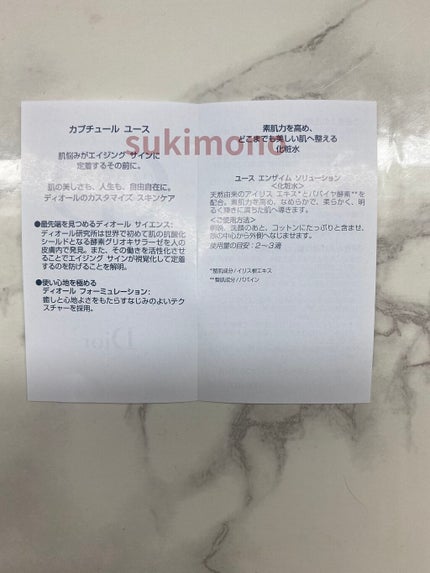 カプチュール ユース
肌悩みがエイジング サインに
定着するその前に。
肌の美しさも、人生も、自由自在に。
ディオールのカスタマイズ スキンケア
●最先端を見つめるディオール サイエンス:
ディオール研究所は世界で初めて肌の抗酸化
シールドとなる酵素グリオキサラーゼを人の
皮膚内で発見。また、その働きを活性化させ
ることでエイジング サインが視覚化して定着
するのを防げることを解明。
●使い心地を極める
ディオール フォーミュレーション:
癒しと心地よさをもたらすなじみのよいテク
スチャーを採用。
素肌力を高め、
どこまでも美しい肌へ整える
化粧水
ユース エンザイム ソリューション
<化粧水>
天然由来のアイリス エキス*とパパイヤ酵素**を
配合。素肌力を高め、なめらかで、柔らかく、明
るく輝きに満ちた肌へ導きます。
<ご使用方法>
朝晩、洗顔のあと、コットンにたっぷりと含ませ、
顔の中心から外側へなじませます。
使用量の目安:2〜3滴
*整肌成分/イリス根エキス
**整肌成分/パパイン
sukimono
Dior